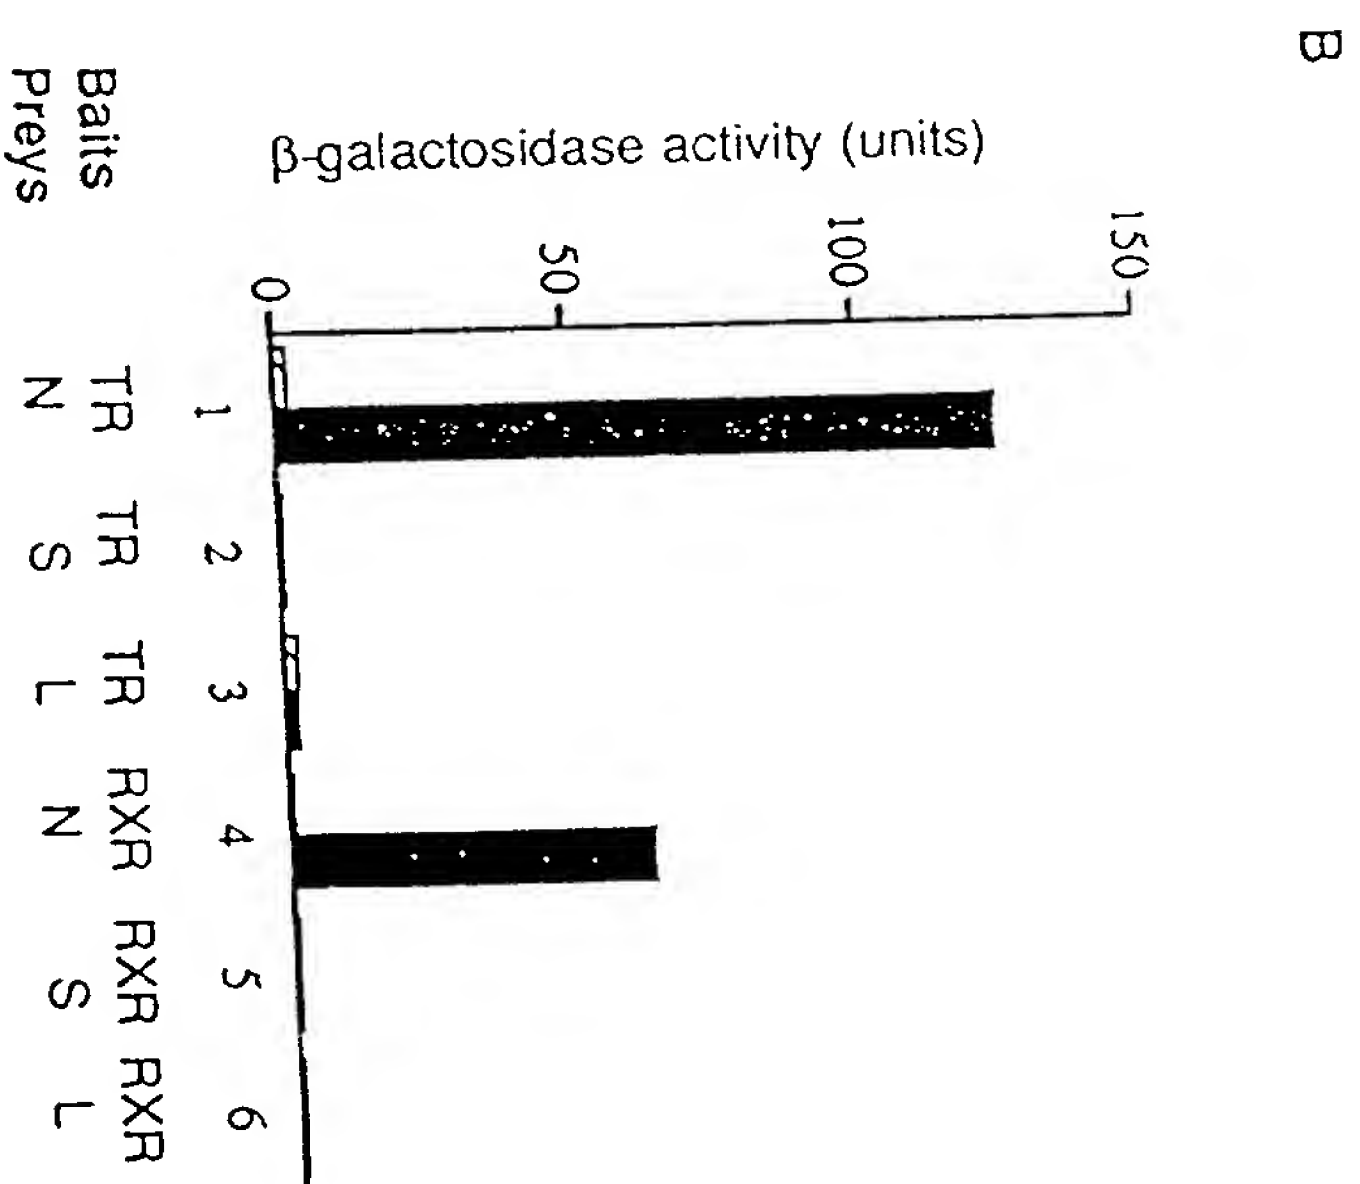 B
β-galactosidase activity (units)
150
100
50
0
1 2 3 4 5 6
Baits TR TR TR RXR RXR RXR
Preys N S L N S L